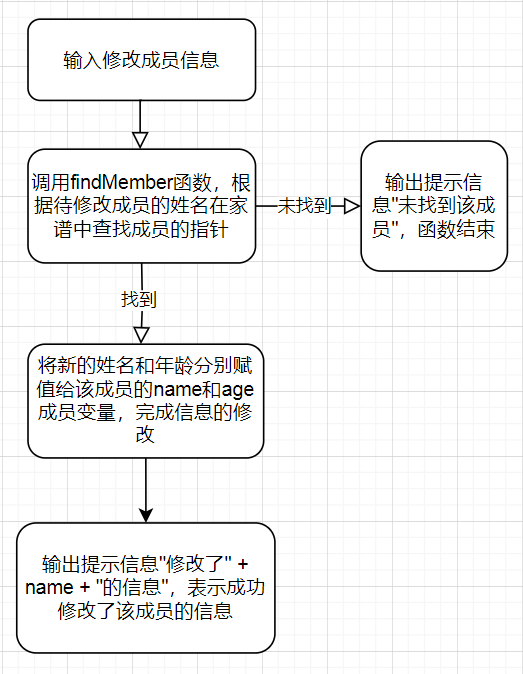 输入修改成员信息
调用findMember函数，根
据待修改成员的姓名在家
谱中查找成员的指针
未找到
输出提示信
息"未找到该成
员"，函数结束
找到
将新的姓名和年龄分别赋
值给该成员的name和age
成员变量，完成信息的修
改
输出提示信息"修改了" +
name + "的信息"，表示成功
修改了该成员的信息